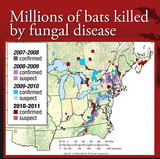 Millions of bats killed
by fungal disease
2007-2008
confirmed
2008-2009
confirmed
suspect
2009-2010
confirmed
suspect
2010-2011
confirmed
suspect